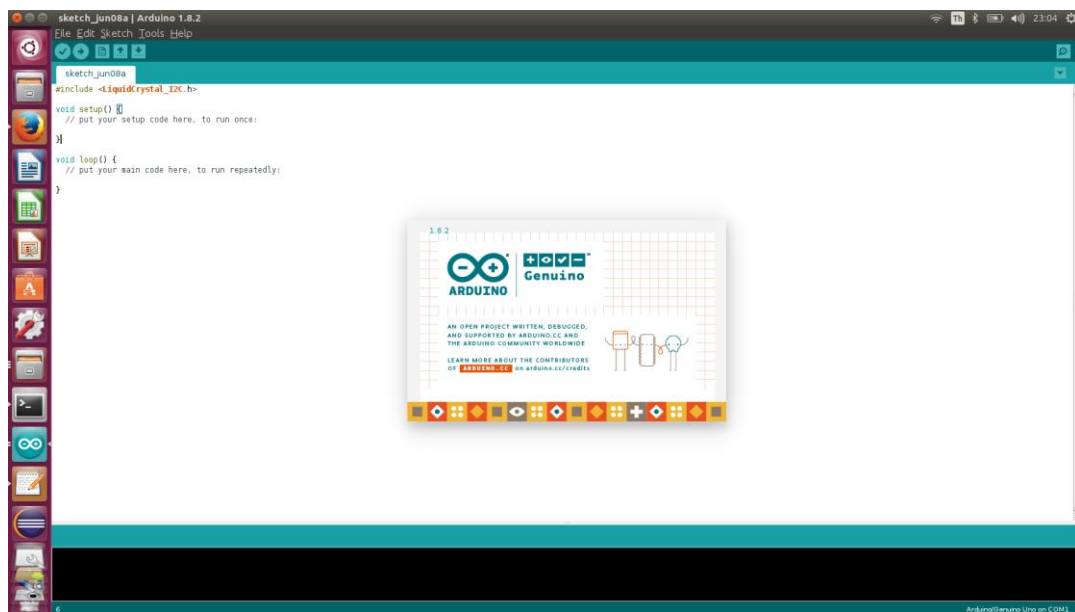 sketch_jun08a | Arduino 1.8.2
Th
23:04
File Edit Sketch Tools Help
sketch_jun08a
#include <LiquidCrystal_I2C.h>
void setup() {
// put your setup code here, to run once:
}
void loop() {
// put your main code here, to run repeatedly:
}
1.8.2
ARDUINO
Genuino
AN OPEN PROJECT WRITTEN, DEBUGGED,
AND SUPPORTED BY ARDUINO.CC AND
THE ARDUINO COMMUNITY WORLDWIDE
LEARN MORE ABOUT THE CONTRIBUTORS
OF ARDUINO.CC on arduino.cc/credits
6
Arduino/Genuino Uno on COM1